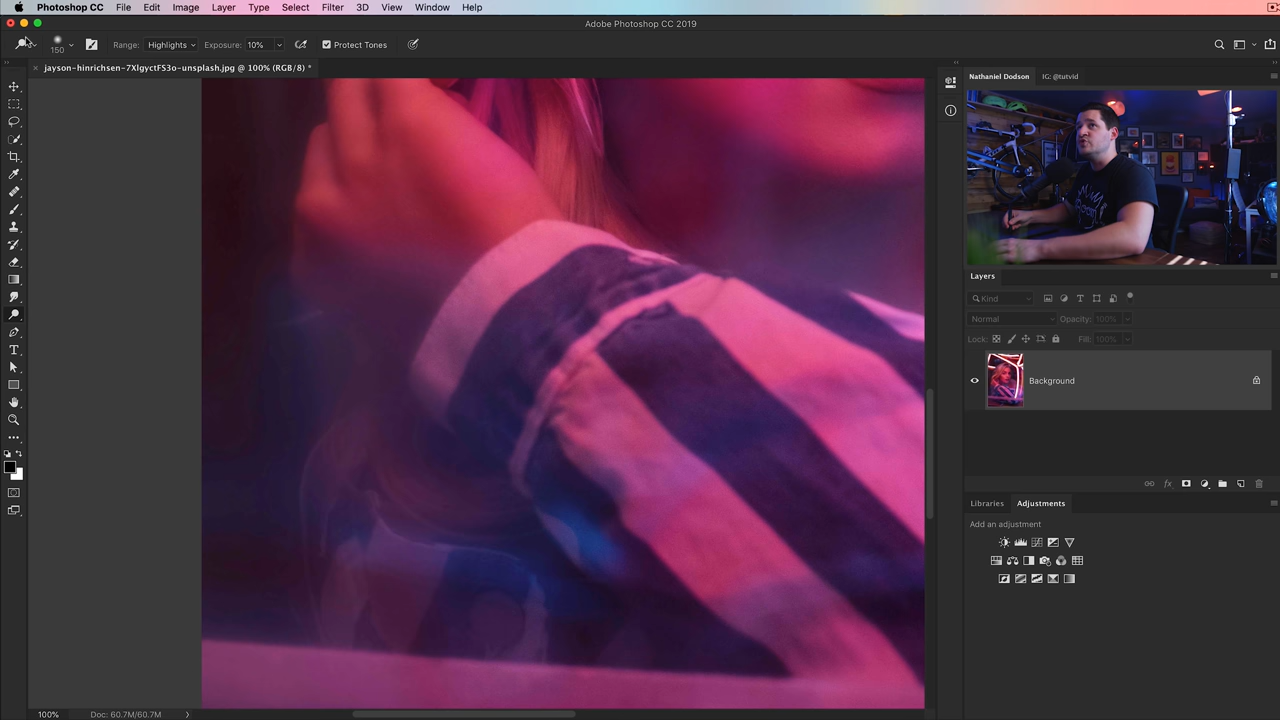 Photoshop CC File Edit Image Layer Type Select Filter 3D View Window Help
Adobe Photoshop CC 2019
150 Range: Highlights Exposure: 10% Protect Tones
jayson-hinrichsen-7XlgyctFS3o-unsplash.jpg @ 100% (RGB/8) *
Nathaniel Dodson IG: @tutvid
Layers
Kind
Normal Opacity: 100%
Lock: Fill: 100%
Background
fx
Libraries Adjustments
Add an adjustment
100% Doc: 60.7M/60.7M